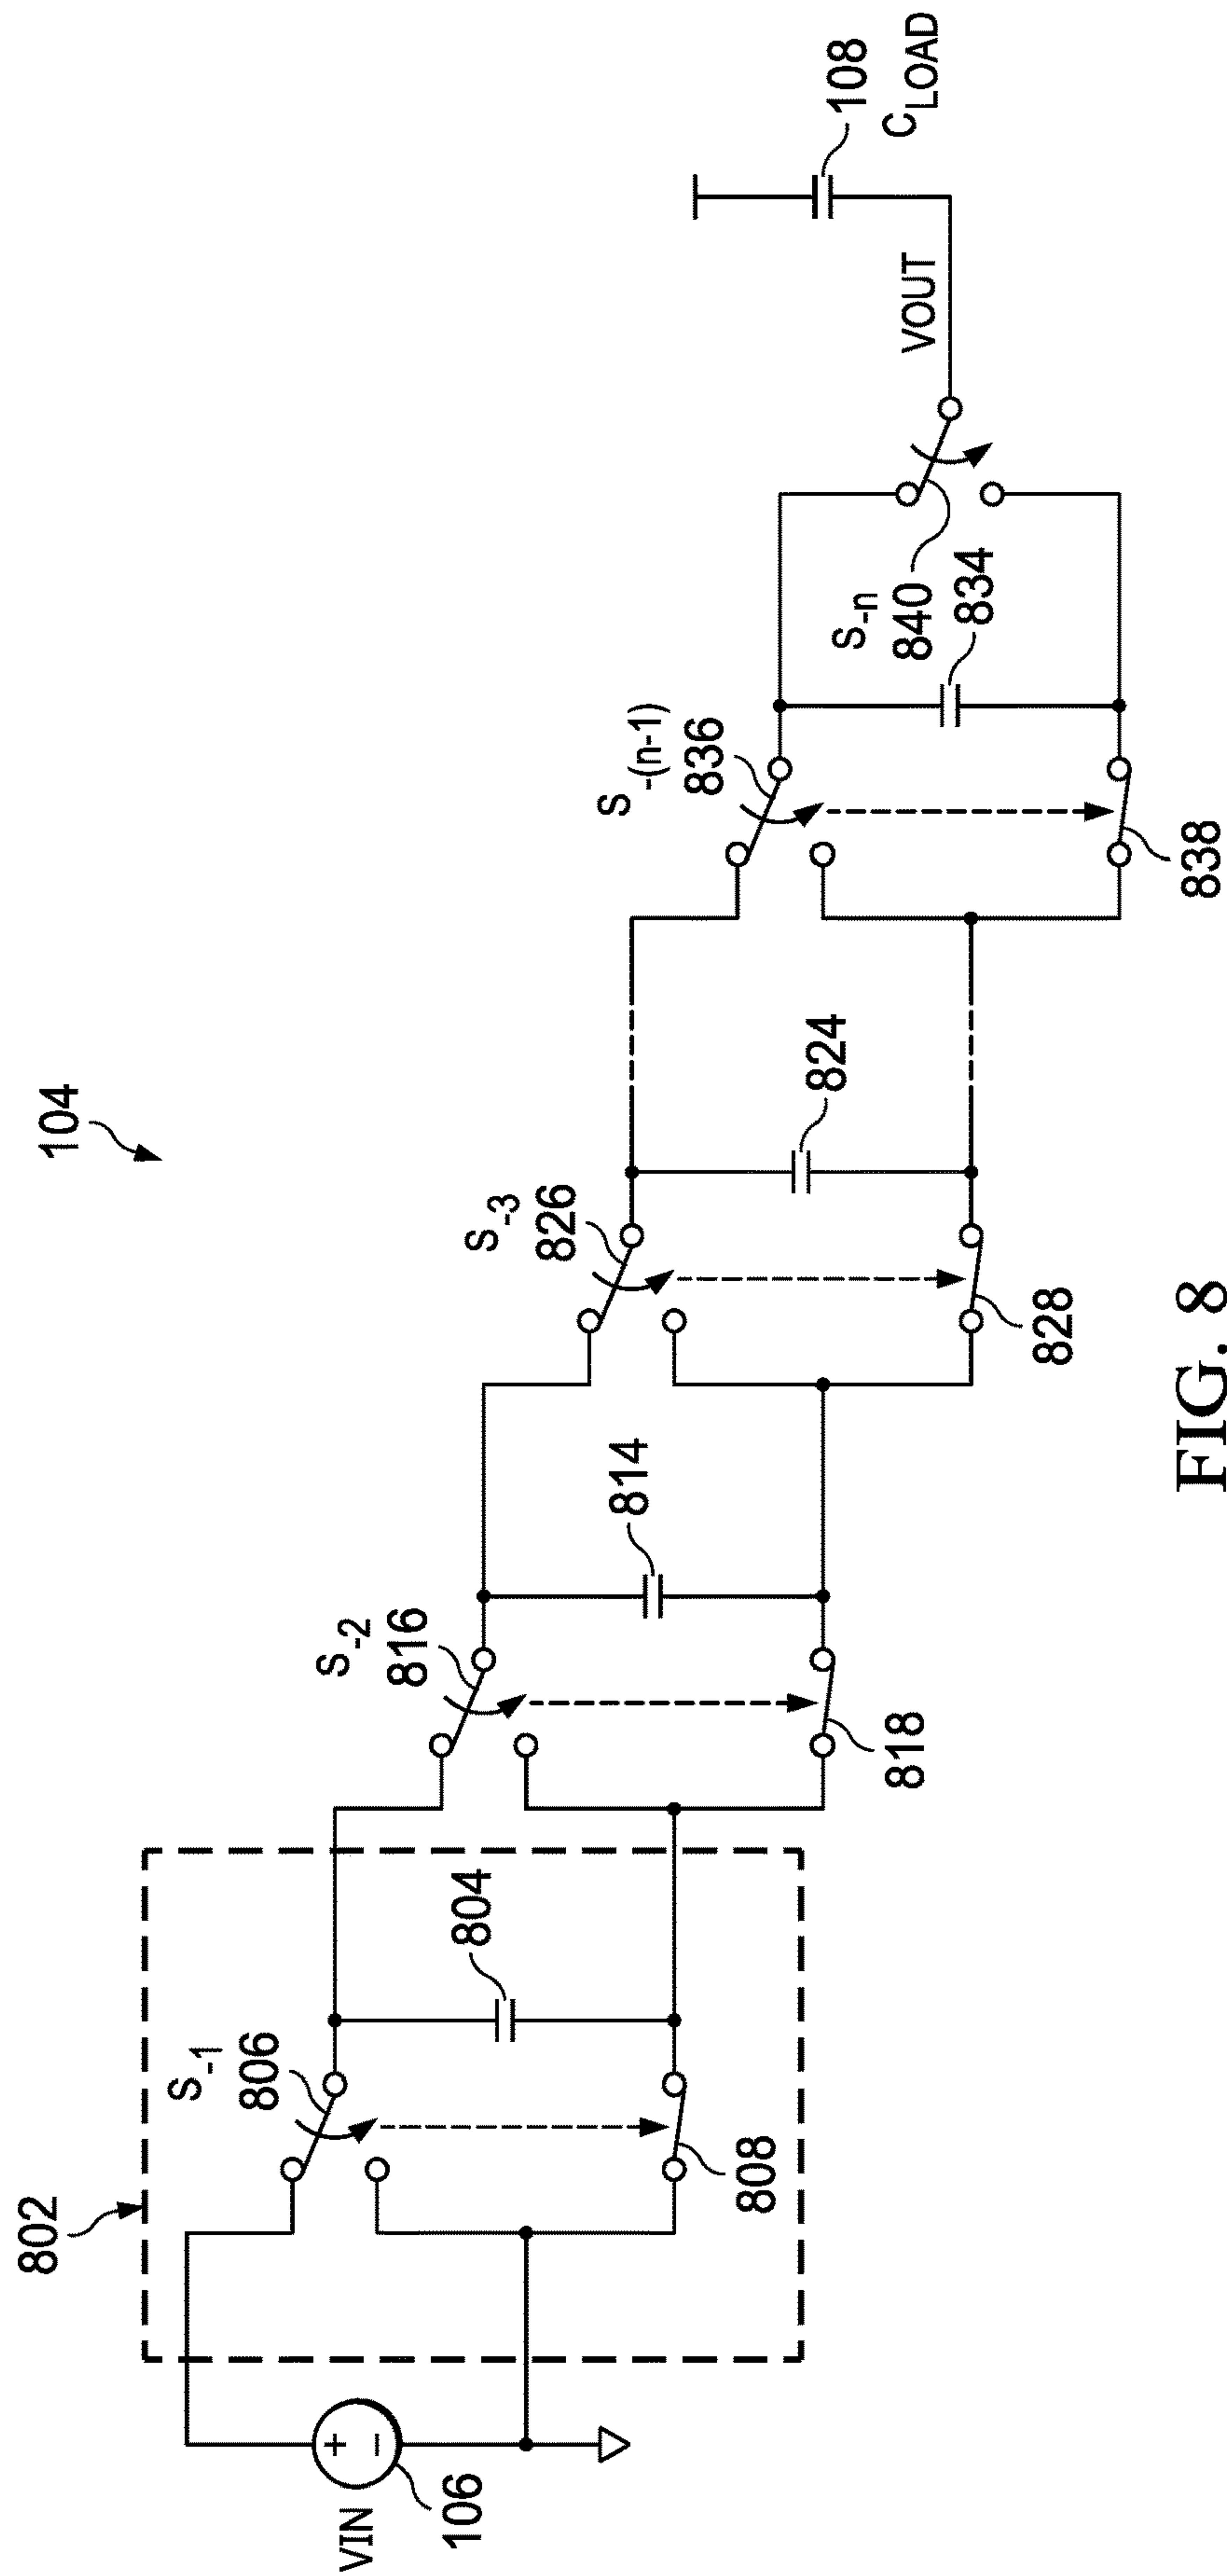 104
802
VIN
+
-
106
S-1
806
804
808
S-2
816
814
818
S-3
826
824
828
S-(n-1)
836
838
S-n
840
834
VOUT
108
CLOAD
FIG. 8